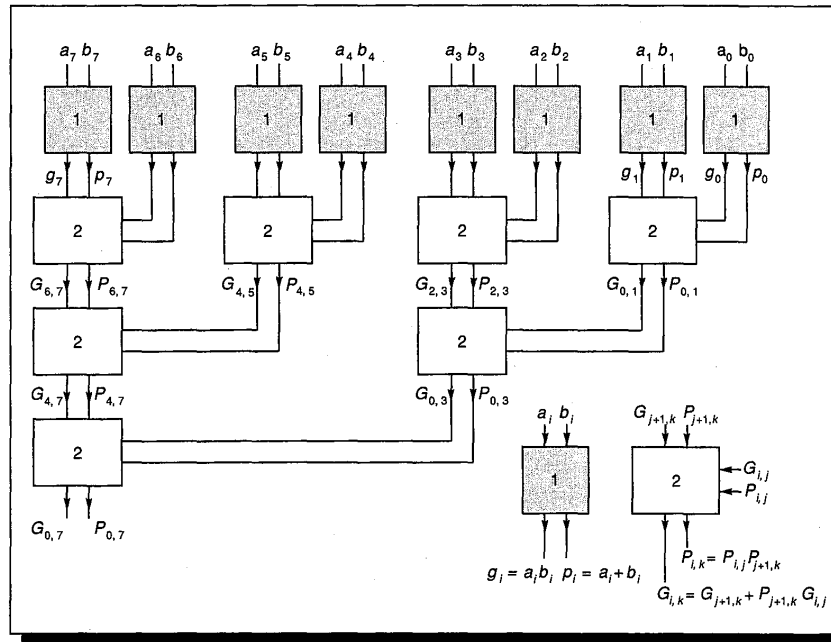 a7 b7 a6 b6 a5 b5 a4 b4 a3 b3 a2 b2 a1 b1 a0 b0
1 1 1 1 1 1 1 1
g7 p7 g1 p1 g0 p0
2 2 2 2
G6, 7 P6, 7 G4, 5 P4, 5 G2, 3 P2, 3 G0, 1 P0, 1
2 2
G4, 7 P4, 7 G0, 3 P0, 3
2
G0, 7 P0, 7
ai bi
1
gi = aibi pi = ai + bi
Gj+1,k Pj+1,k
2
Gi,j
Pi,j
Pi,k = Pi,j Pj+1,k
Gi,k = Gj+1,k + Pj+1,k Gi,j